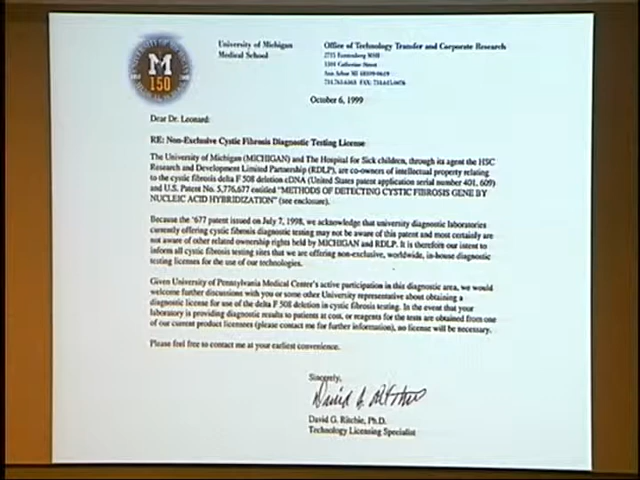 M
150
University of Michigan
Medical School
Office of Technology Transfer and Corporate Research
October 6, 1999
Dear Dr. Leonard:
RE: Non-Exclusive Cystic Fibrosis Diagnostic Testing License
The University of Michigan (MICHIGAN) and The Hospital for Sick children, through its agent the HSC
Research and Development Limited Partnership (RDLP), are co-owners of intellectual property relating
to the cystic fibrosis delta F 508 deletion cDNA (United States patent application serial number 401, 609)
and U.S. Patent No. 5,776,677 entitled "METHODS OF DETECTING CYSTIC FIBROSIS GENE BY
NUCLEIC ACID HYBRIDIZATION" (see enclosure).
Because the '677 patent issued on July 7, 1998, we acknowledge that university diagnostic laboratories
currently offering cystic fibrosis diagnostic testing may not be aware of this patent and most certainly are
not aware of other related ownership rights held by MICHIGAN and RDLP. It is therefore our intent to
inform all cystic fibrosis testing sites that we are offering non-exclusive, worldwide, in-house diagnostic
testing licenses for the use of our technologies.
Given University of Pennsylvania Medical Center's active participation in this diagnostic area, we would
welcome further discussions with you or some other University representative about obtaining a
diagnostic license for use of the delta F 508 deletion in cystic fibrosis testing. In the event that your
laboratory is providing diagnostic results to patients at cost, or reagents for the tests are obtained from one
of our current product licensees (please contact me for further information), no license will be necessary.
Please feel free to contact me at your earliest convenience.
Sincerely,
David G. Ritchie, Ph.D.
Technology Licensing Specialist